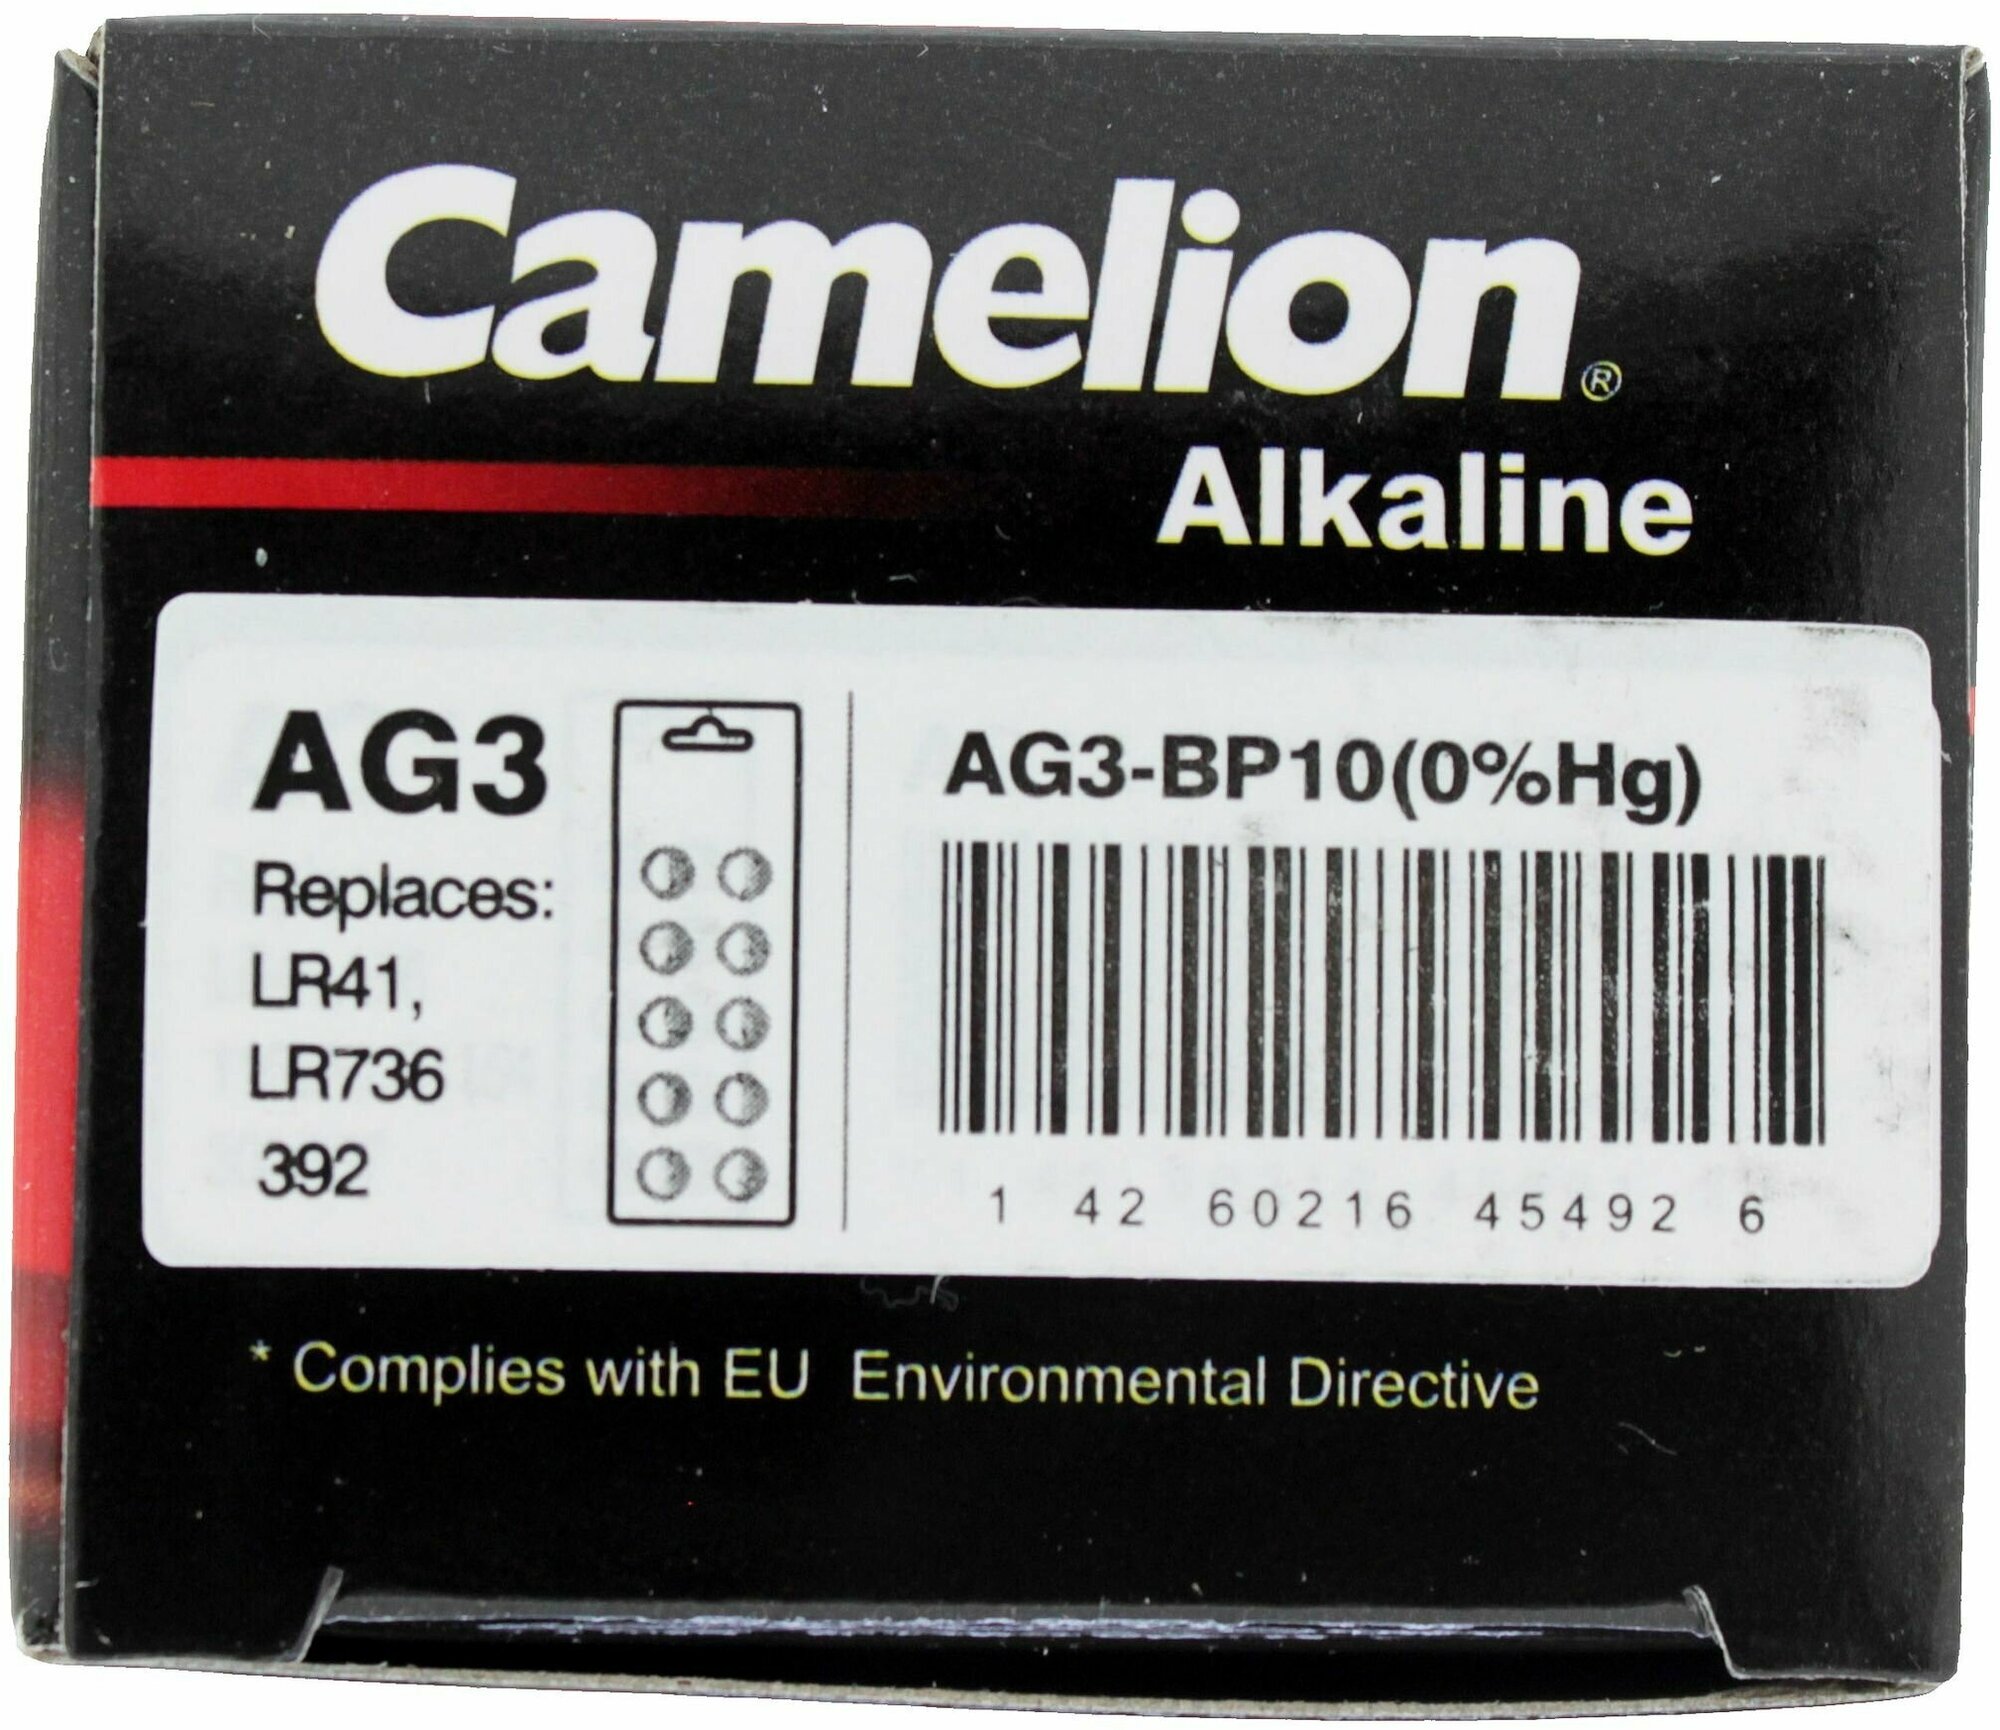 Camelion®
Alkaline
AG3
Replaces:
LR41,
LR736
392
AG3-BP10(0%Hg)
1 42 60216 45492 6
* Complies with EU Environmental Directive